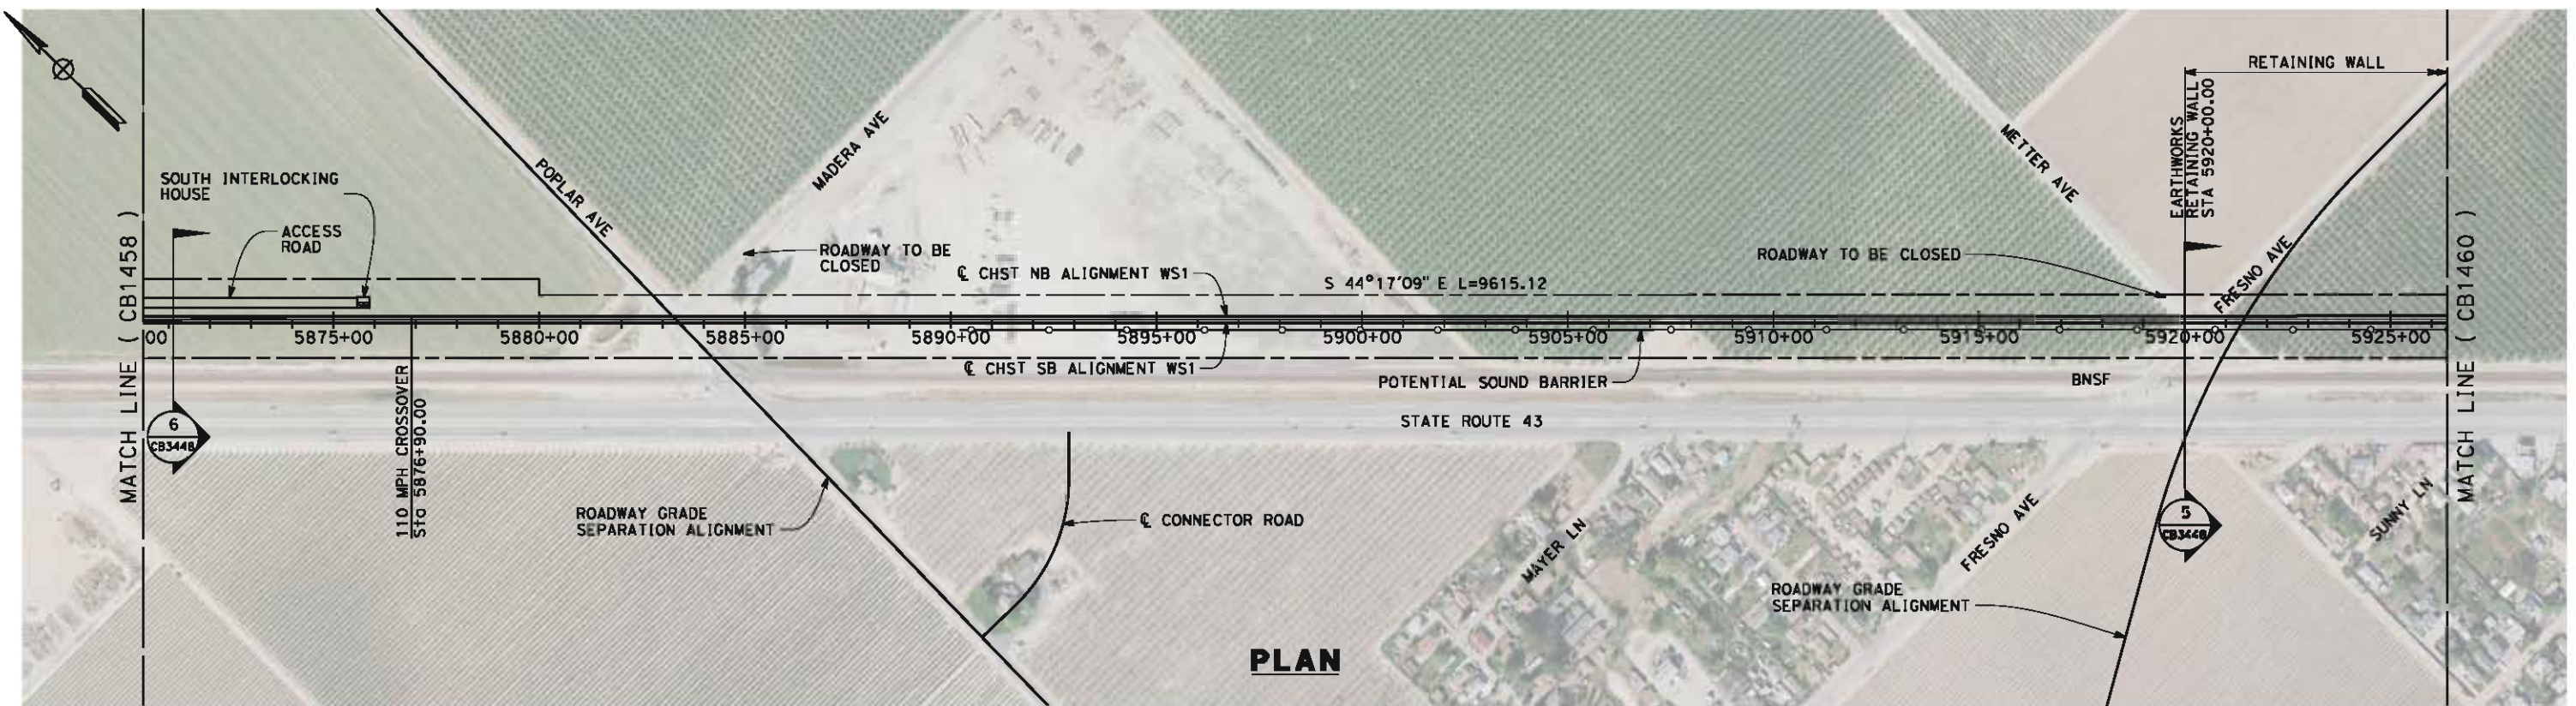 RETAINING WALL
EARTHWORKS
RETAINING WALL
STA 5920+00.00
MADERA AVE
METTER AVE
POPLAR AVE
SOUTH INTERLOCKING
HOUSE
ACCESS
ROAD
ROADWAY TO BE
CLOSED
ROADWAY TO BE CLOSED
FRESNO AVE
℄ CHST NB ALIGNMENT WS1
S 44°17'09" E L=9615.12
MATCH LINE ( CB1458 )
MATCH LINE ( CB1460 )
00
5875+00
5880+00
5885+00
5890+00
5895+00
5900+00
5905+00
5910+00
5915+00
5920+00
5925+00
℄ CHST SB ALIGNMENT WS1
POTENTIAL SOUND BARRIER
BNSF
STATE ROUTE 43
110 MPH CROSSOVER
Sta 5876+90.00
6
CB3448
ROADWAY GRADE
SEPARATION ALIGNMENT
℄ CONNECTOR ROAD
MAYER LN
FRESNO AVE
5
CB3448
SUNNY LN
ROADWAY GRADE
SEPARATION ALIGNMENT
PLAN